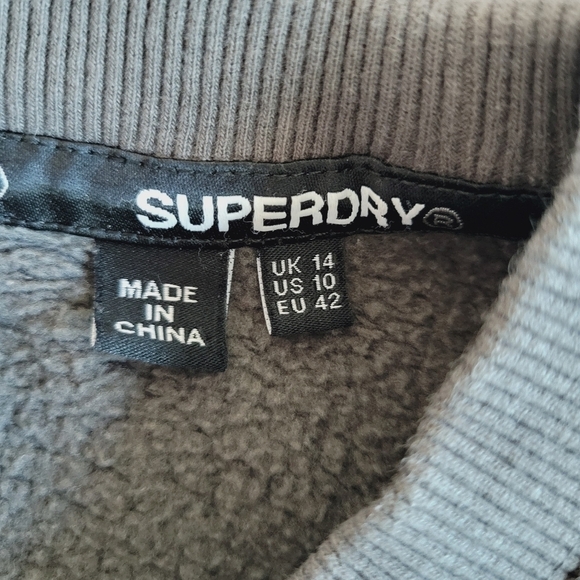 SUPERDRY®
MADE
IN
CHINA
UK 14
US 10
EU 42